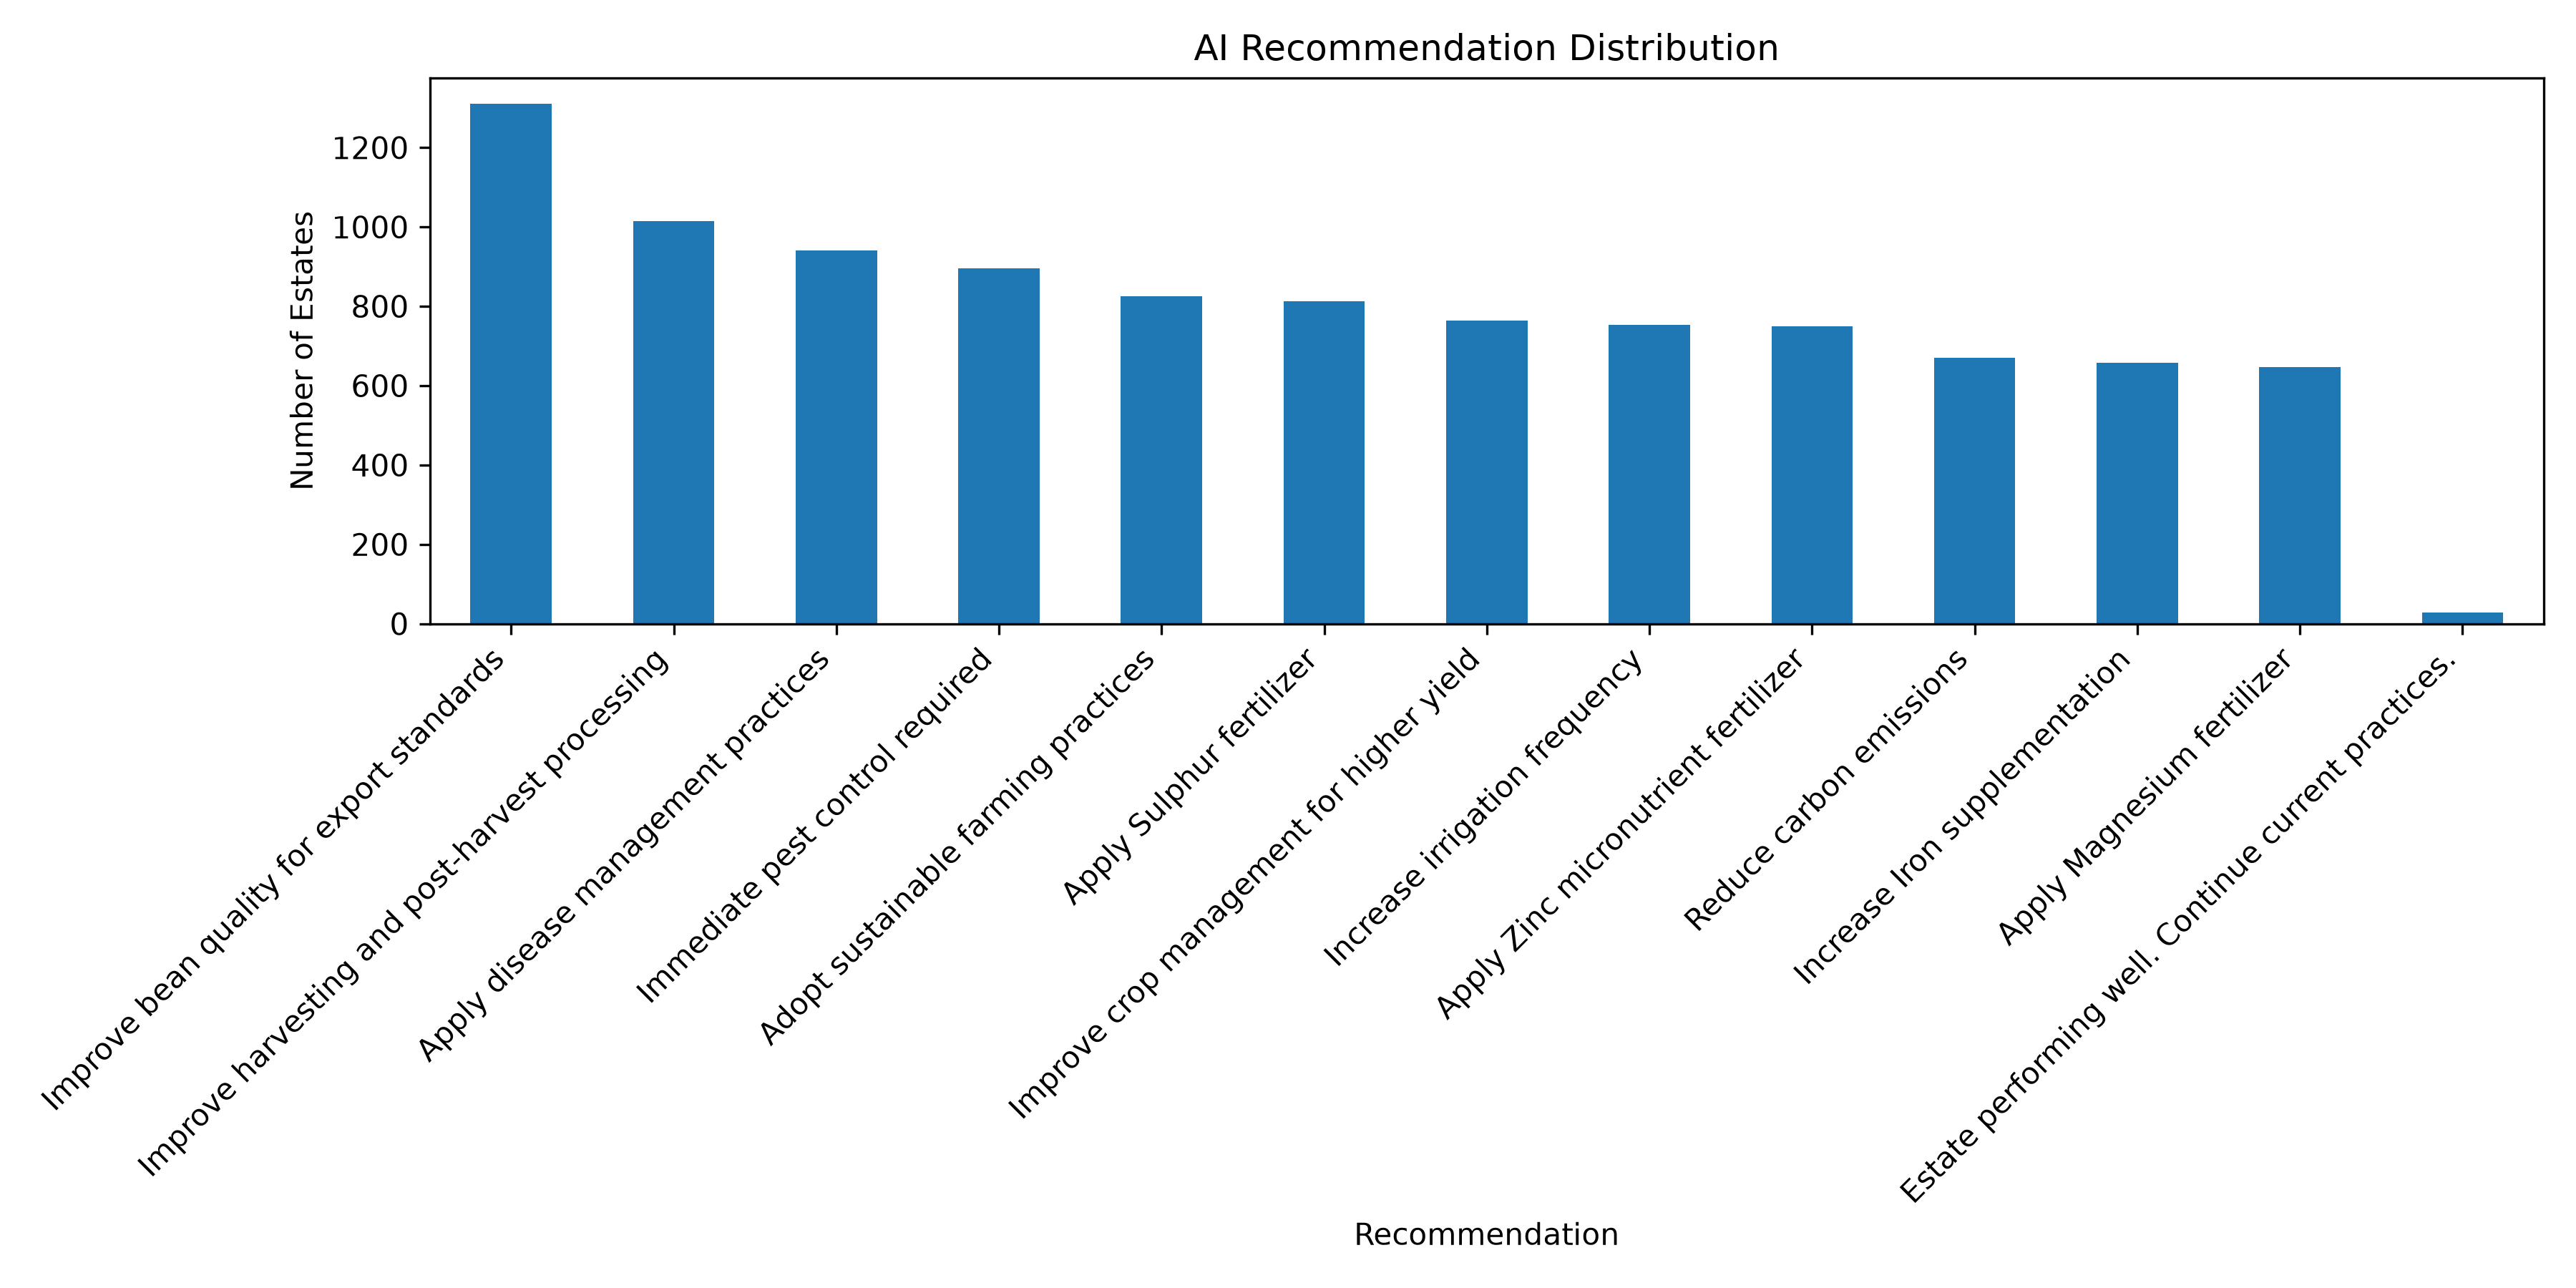 AI Recommendation Distribution
Number of Estates
1200
1000
800
600
400
200
0
Improve bean quality for export standards
Improve harvesting and post-harvest processing
Apply disease management practices
Immediate pest control required
Adopt sustainable farming practices
Apply Sulphur fertilizer
Improve crop management for higher yield
Increase irrigation frequency
Apply Zinc micronutrient fertilizer
Reduce carbon emissions
Increase Iron supplementation
Apply Magnesium fertilizer
Estate performing well. Continue current practices.
Recommendation